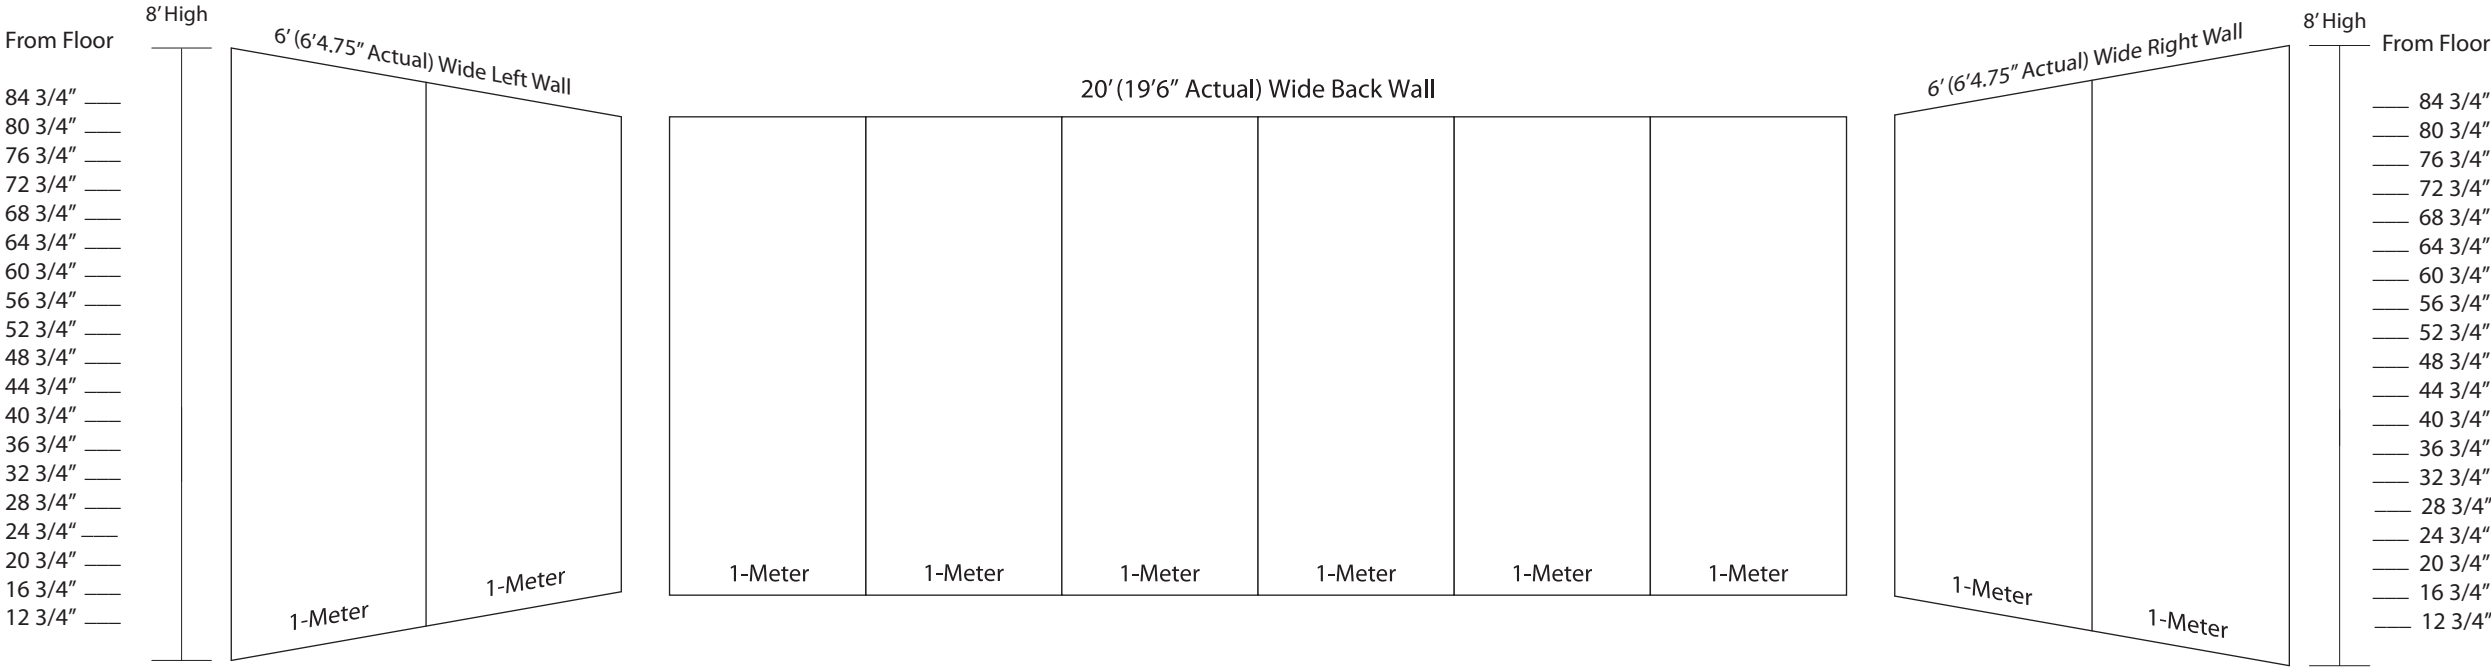 8’ High
From Floor
84 3/4”
80 3/4”
76 3/4”
72 3/4”
68 3/4”
64 3/4”
60 3/4”
56 3/4”
52 3/4”
48 3/4”
44 3/4”
40 3/4”
36 3/4”
32 3/4”
28 3/4”
24 3/4“
20 3/4”
16 3/4”
12 3/4”
6’ (6’4.75” Actual) Wide Left Wall
1-Meter
1-Meter
20’ (19’6” Actual) Wide Back Wall
1-Meter
1-Meter
1-Meter
1-Meter
1-Meter
1-Meter
6’ (6’4.75” Actual) Wide Right Wall
1-Meter
1-Meter
8’ High
From Floor
84 3/4”
80 3/4”
76 3/4”
72 3/4”
68 3/4”
64 3/4”
60 3/4”
56 3/4”
52 3/4”
48 3/4”
44 3/4”
40 3/4”
36 3/4”
32 3/4”
28 3/4”
24 3/4“
20 3/4”
16 3/4”
12 3/4”